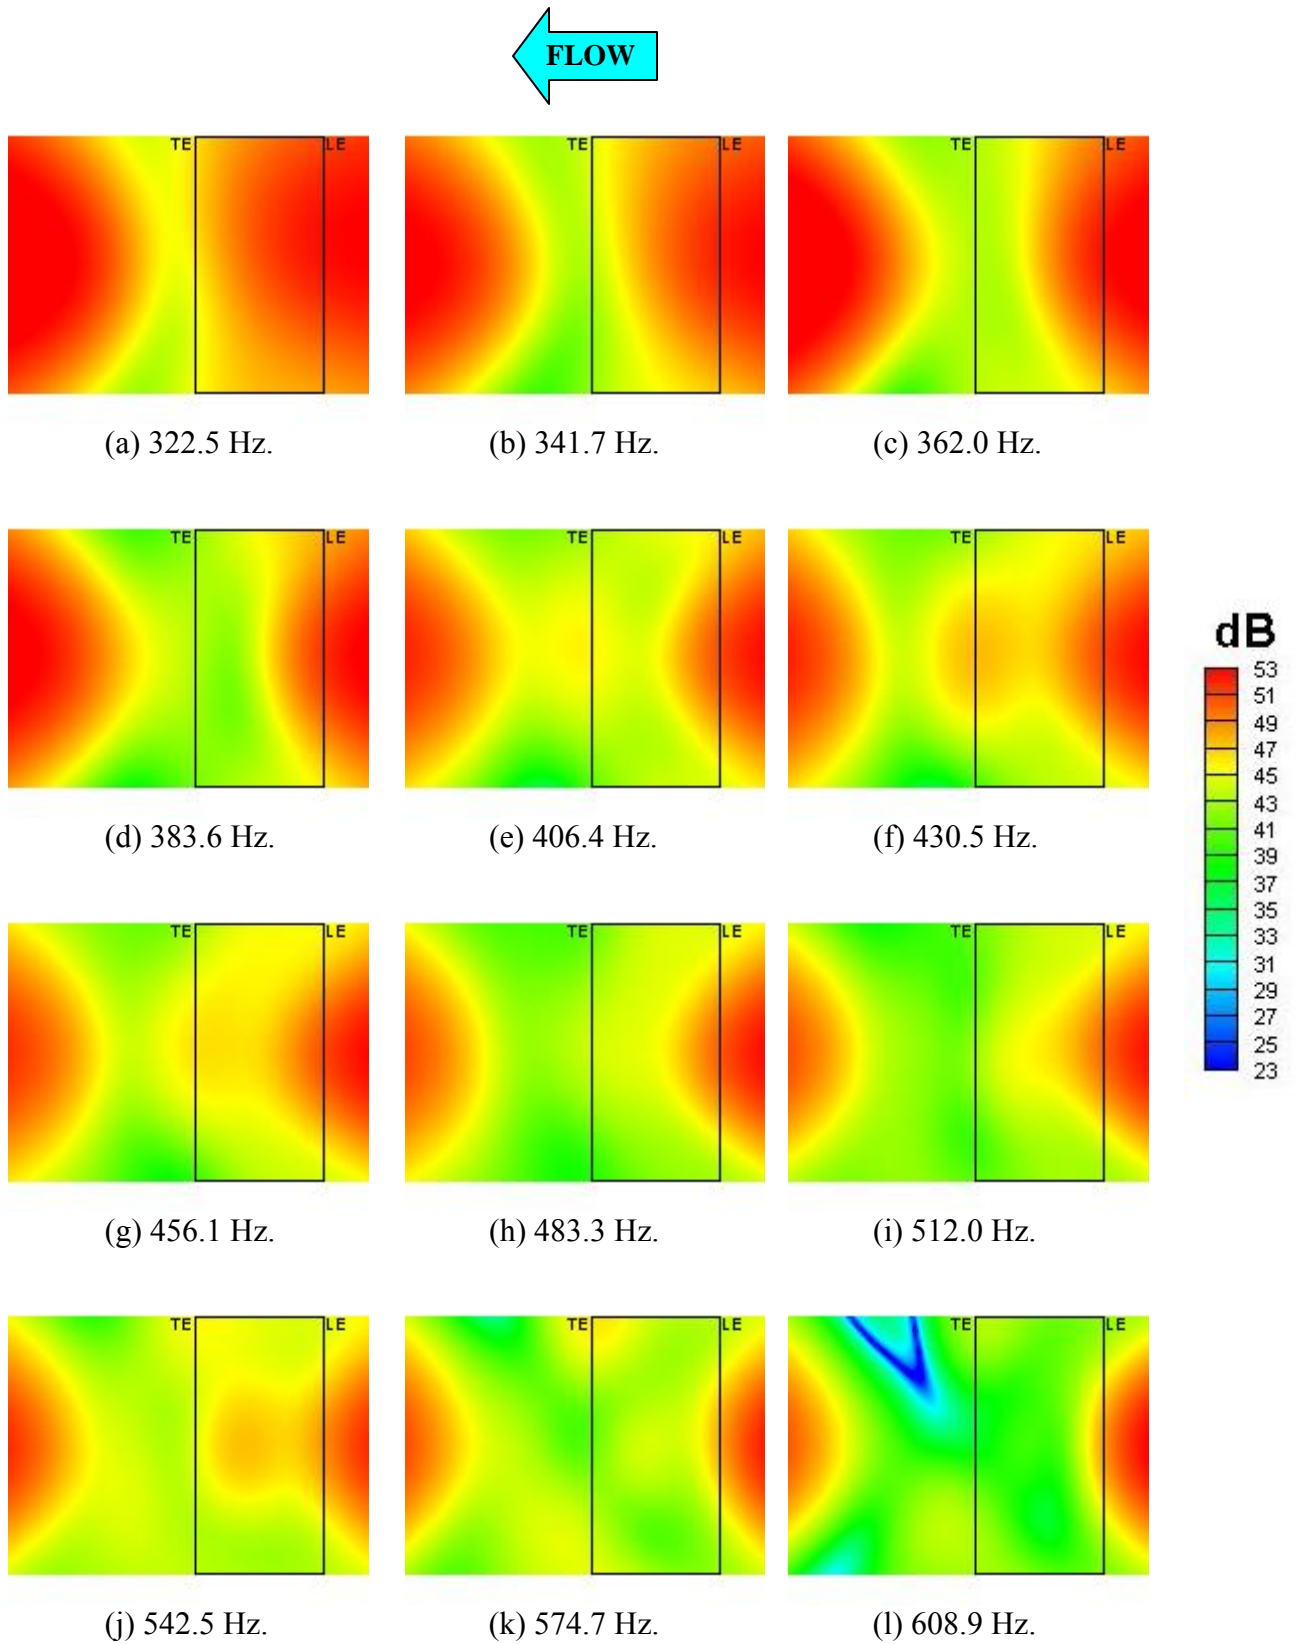 FLOW
TE LE TE LE TE LE
(a) 322.5 Hz. (b) 341.7 Hz. (c) 362.0 Hz.
TE LE TE LE TE LE
(d) 383.6 Hz. (e) 406.4 Hz. (f) 430.5 Hz.
dB
53
51
49
47
45
43
41
39
37
35
33
31
29
27
25
23
TE LE TE LE TE LE
(g) 456.1 Hz. (h) 483.3 Hz. (i) 512.0 Hz.
TE LE TE LE TE LE
(j) 542.5 Hz. (k) 574.7 Hz. (l) 608.9 Hz.